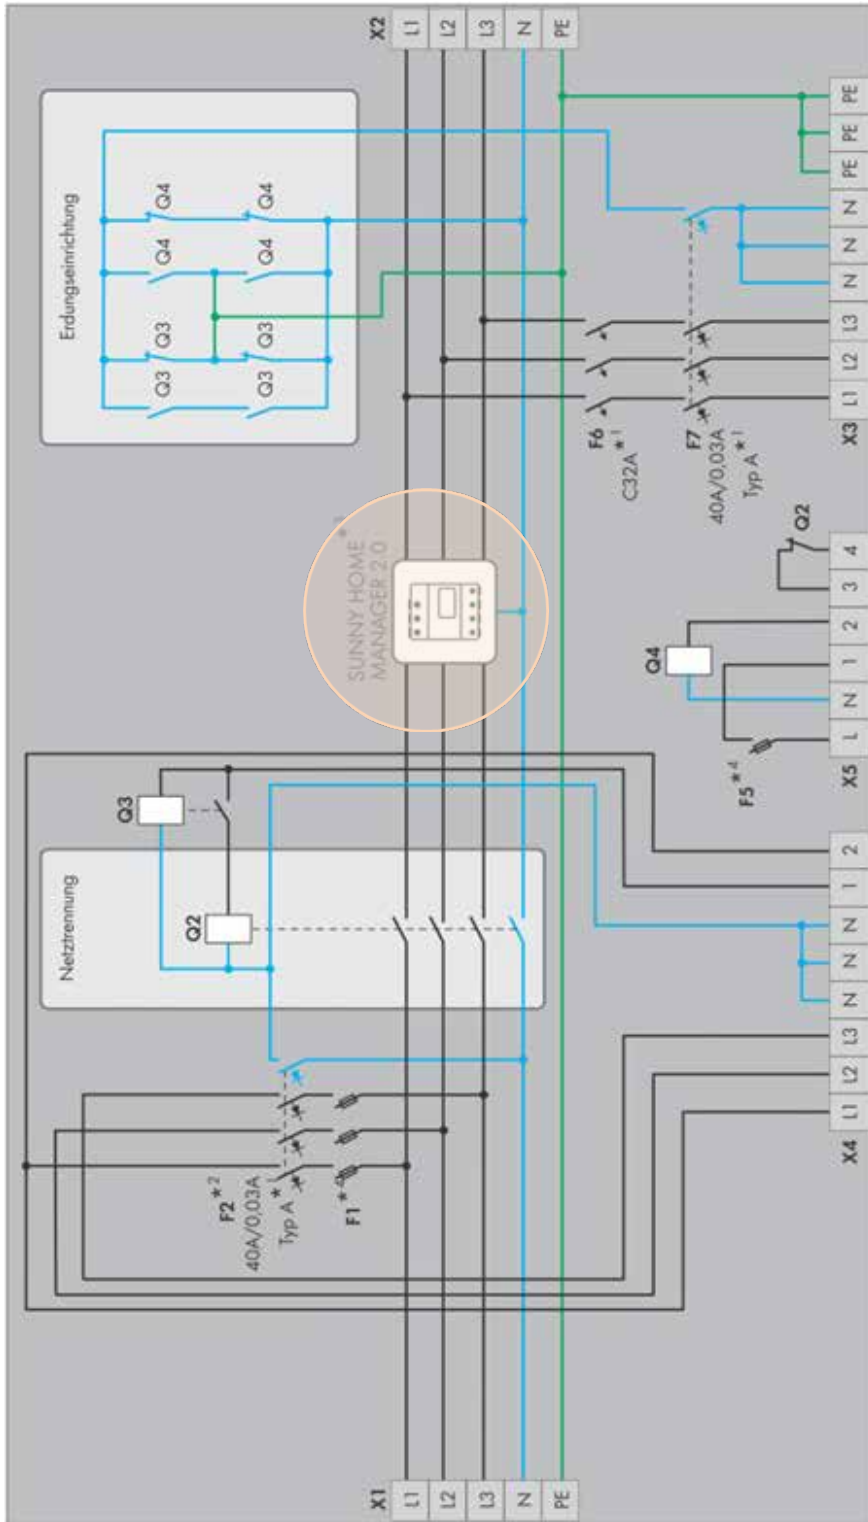 Netztrennung
Erdungseinrichtung
Q3
Q4
Q4
Q3
Q3
Q4
Q4
Q3
Q2
F2*2
40A/0,03A
Typ A*
F1*4
SUNNY HOME*3
MANAGER 2.0
X1
L1
L2
L3
N
PE
X2
L1
L2
L3
N
PE
F6
C32A*1
F7
40A/0,03A
Typ A*1
Q4
F5*4
Q2
X4 L1 L2 L3 N N N 1 2
X5 L N 1 2 3 4
X3 L1 L2 L3 N N N PE PE PE